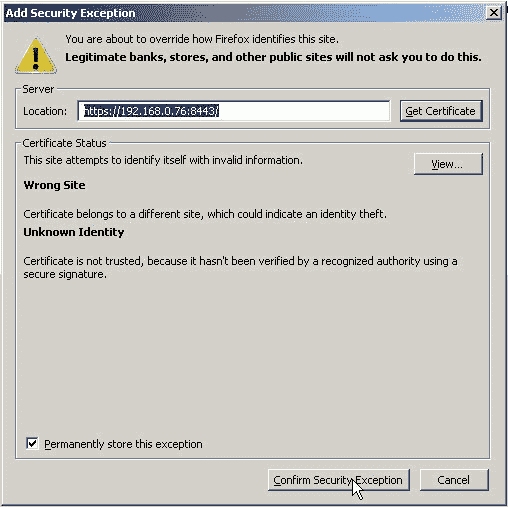 Add Security Exception
You are about to override how Firefox identifies this site.
Legitimate banks, stores, and other public sites will not ask you to do this.
Server
Location:
https://192.168.0.76:8443/
Get Certificate
Certificate Status
This site attempts to identify itself with invalid information.
View...
Wrong Site
Certificate belongs to a different site, which could indicate an identity theft.
Unknown Identity
Certificate is not trusted, because it hasn't been verified by a recognized authority using a
secure signature.
Permanently store this exception
Confirm Security Exception
Cancel